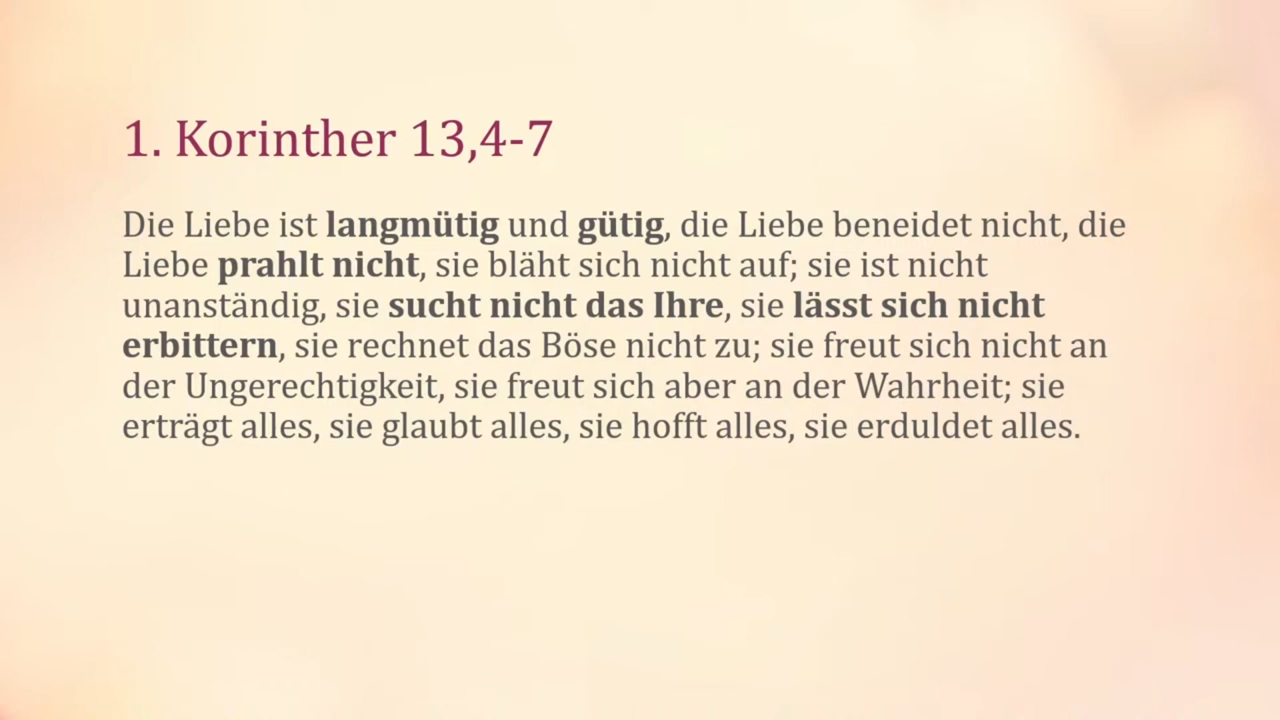 1. Korinther 13,4-7
Die Liebe ist langmütig und gütig, die Liebe beneidet nicht, die
Liebe prahlt nicht, sie bläht sich nicht auf; sie ist nicht
unanständig, sie sucht nicht das Ihre, sie lässt sich nicht
erbittern, sie rechnet das Böse nicht zu; sie freut sich nicht an
der Ungerechtigkeit, sie freut sich aber an der Wahrheit; sie
erträgt alles, sie glaubt alles, sie hofft alles, sie erduldet alles.